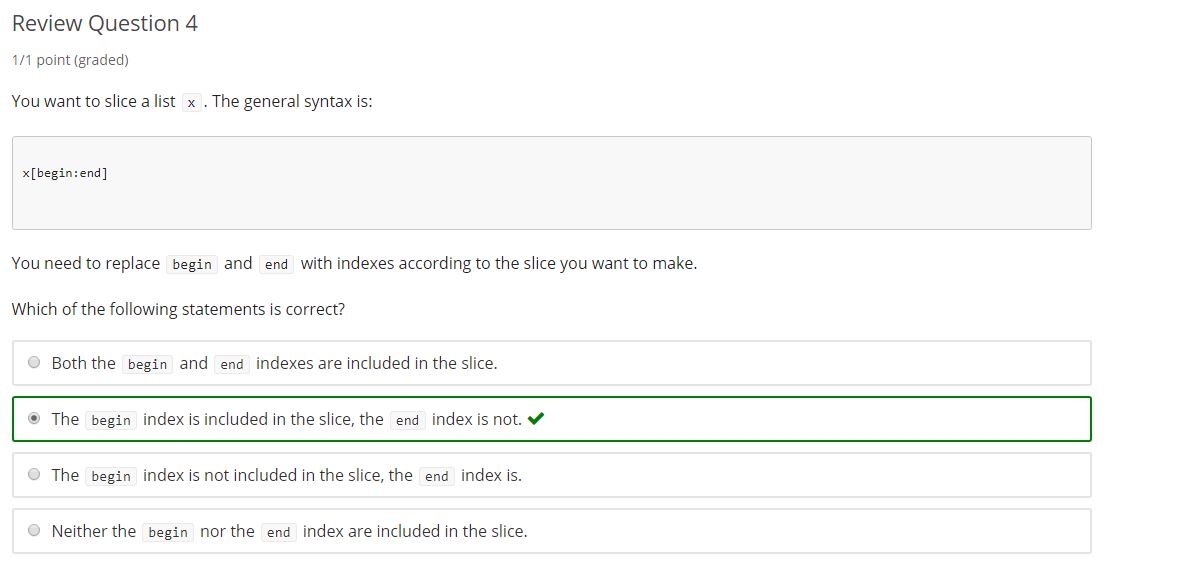 Review Question 4
1/1 point (graded)
You want to slice a list x . The general syntax is:
x[begin:end]
You need to replace begin and end with indexes according to the slice you want to make.
Which of the following statements is correct?
Both the begin and end indexes are included in the slice.
The begin index is included in the slice, the end index is not.
The begin index is not included in the slice, the end index is.
Neither the begin nor the end index are included in the slice.